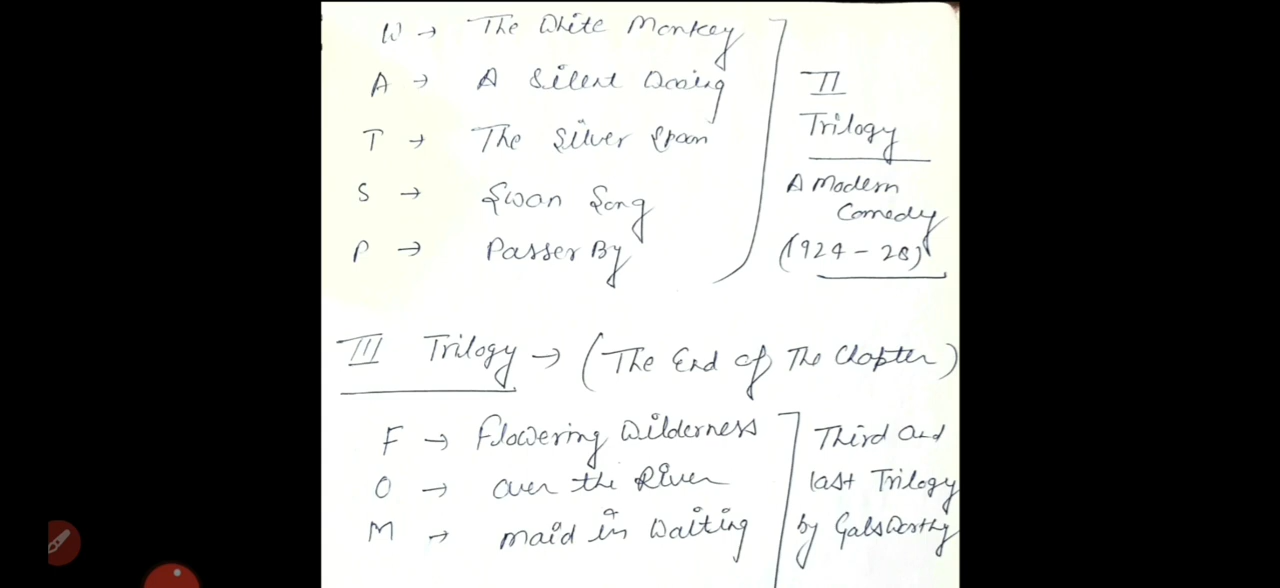 W → The White Monkey
A → A Silent Wooing
T → The Silver Spoon
S → Swan Song
P → Passer By
II
Trilogy
A Modern
Comedy
(1924-28)
III Trilogy → (The End of The Chapter)
F → Flowering Wilderness
O → Over the River
M → Maid in Waiting
Third and
last Trilogy
by Galsworthy